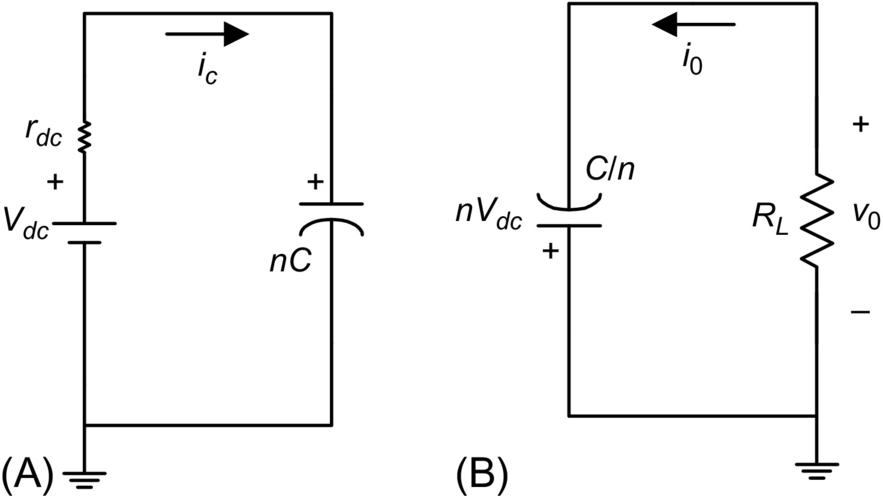 i_c
r_dc
+
V_dc
+
nC
(A)
i_0
C/n
nV_dc
+
R_L
+
v_0
–
(B)